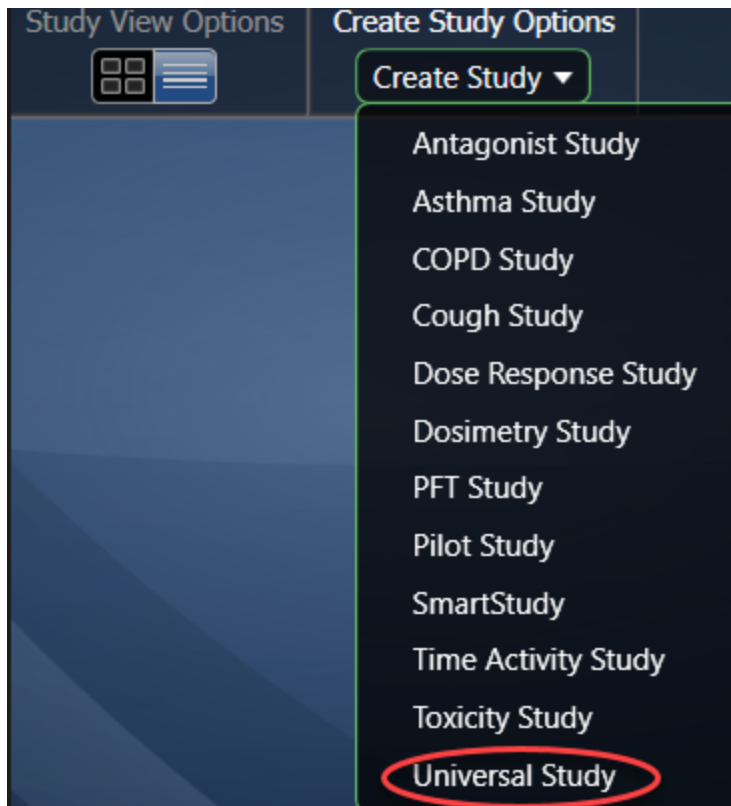 Study View Options
Create Study Options
Create Study
Antagonist Study
Asthma Study
COPD Study
Cough Study
Dose Response Study
Dosimetry Study
PFT Study
Pilot Study
SmartStudy
Time Activity Study
Toxicity Study
Universal Study